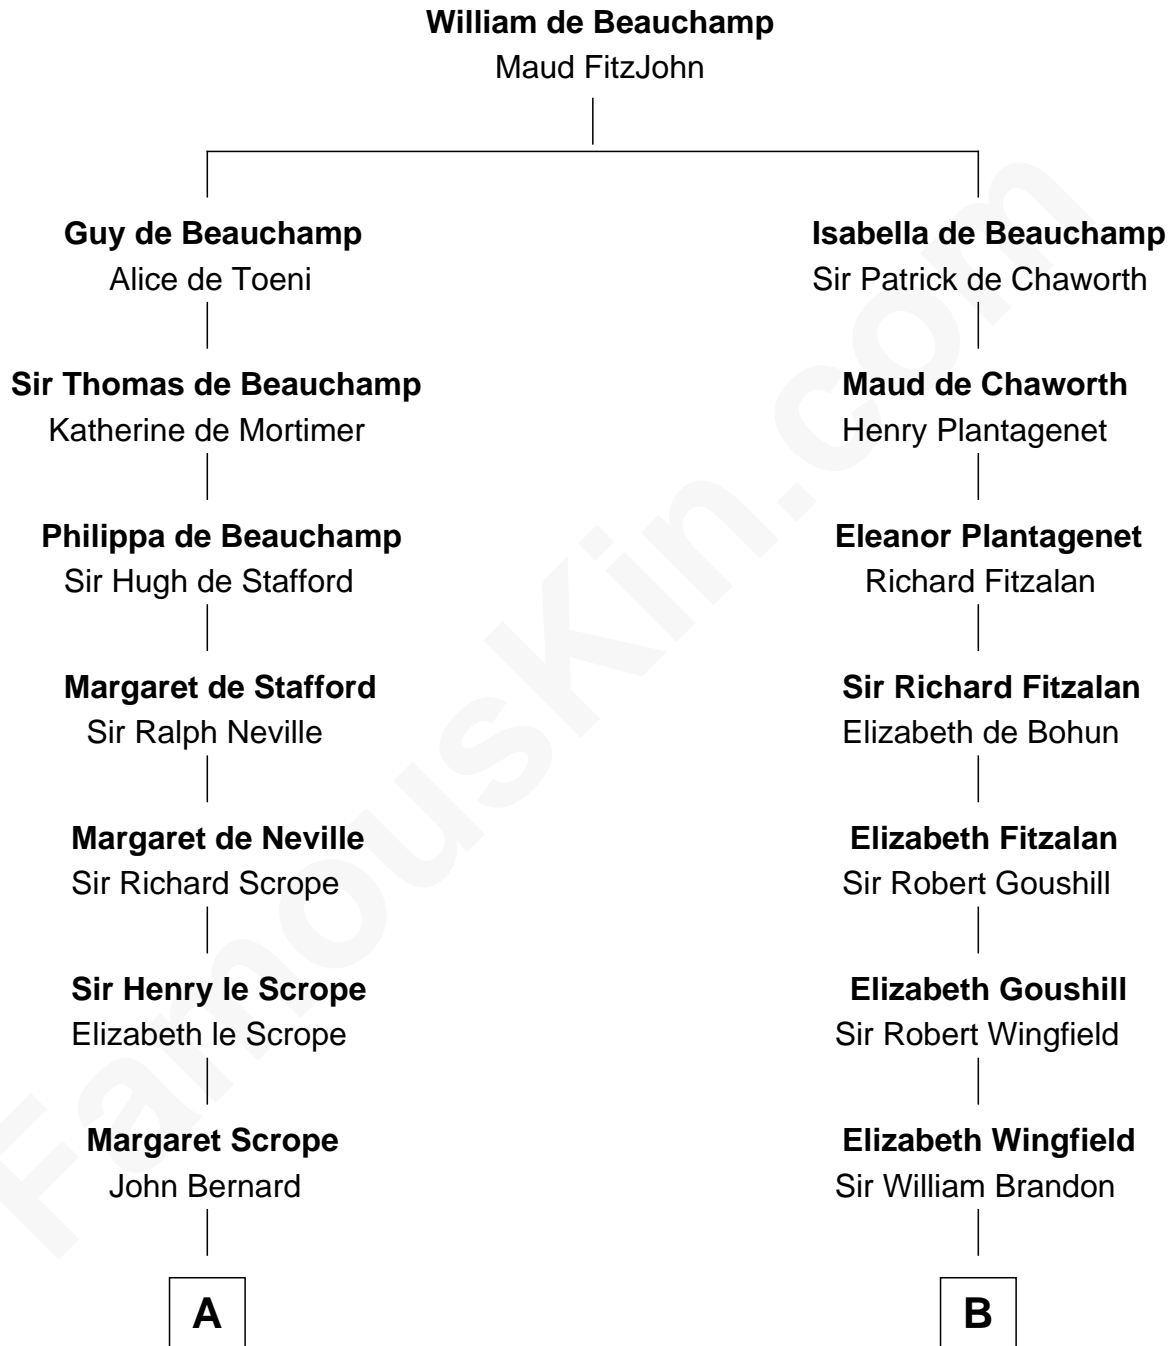 William de Beauchamp
Maud FitzJohn
Guy de Beauchamp
Alice de Toeni
Isabella de Beauchamp
Sir Patrick de Chaworth
Sir Thomas de Beauchamp
Katherine de Mortimer
Maud de Chaworth
Henry Plantagenet
Philippa de Beauchamp
Sir Hugh de Stafford
Eleanor Plantagenet
Richard Fitzalan
Margaret de Stafford
Sir Ralph Neville
Sir Richard Fitzalan
Elizabeth de Bohun
Margaret de Neville
Sir Richard Scrope
Elizabeth Fitzalan
Sir Robert Goushill
Sir Henry le Scrope
Elizabeth le Scrope
Elizabeth Goushill
Sir Robert Wingfield
Margaret Scrope
John Bernard
Elizabeth Wingfield
Sir William Brandon
A
B
FamousKin.com